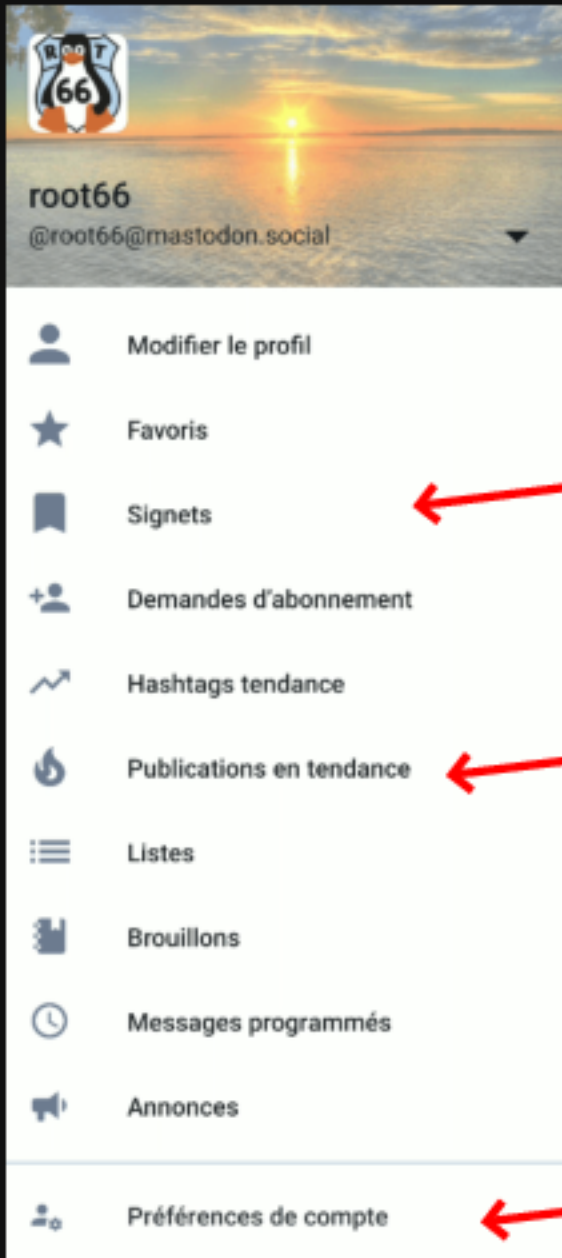 ROOT
66
root66
@root66@mastodon.social
Modifier le profil
Favoris
Signets
Demandes d'abonnement
Hashtags tendance
Publications en tendance
Listes
Brouillons
Messages programmés
Annonces
Préférences de compte